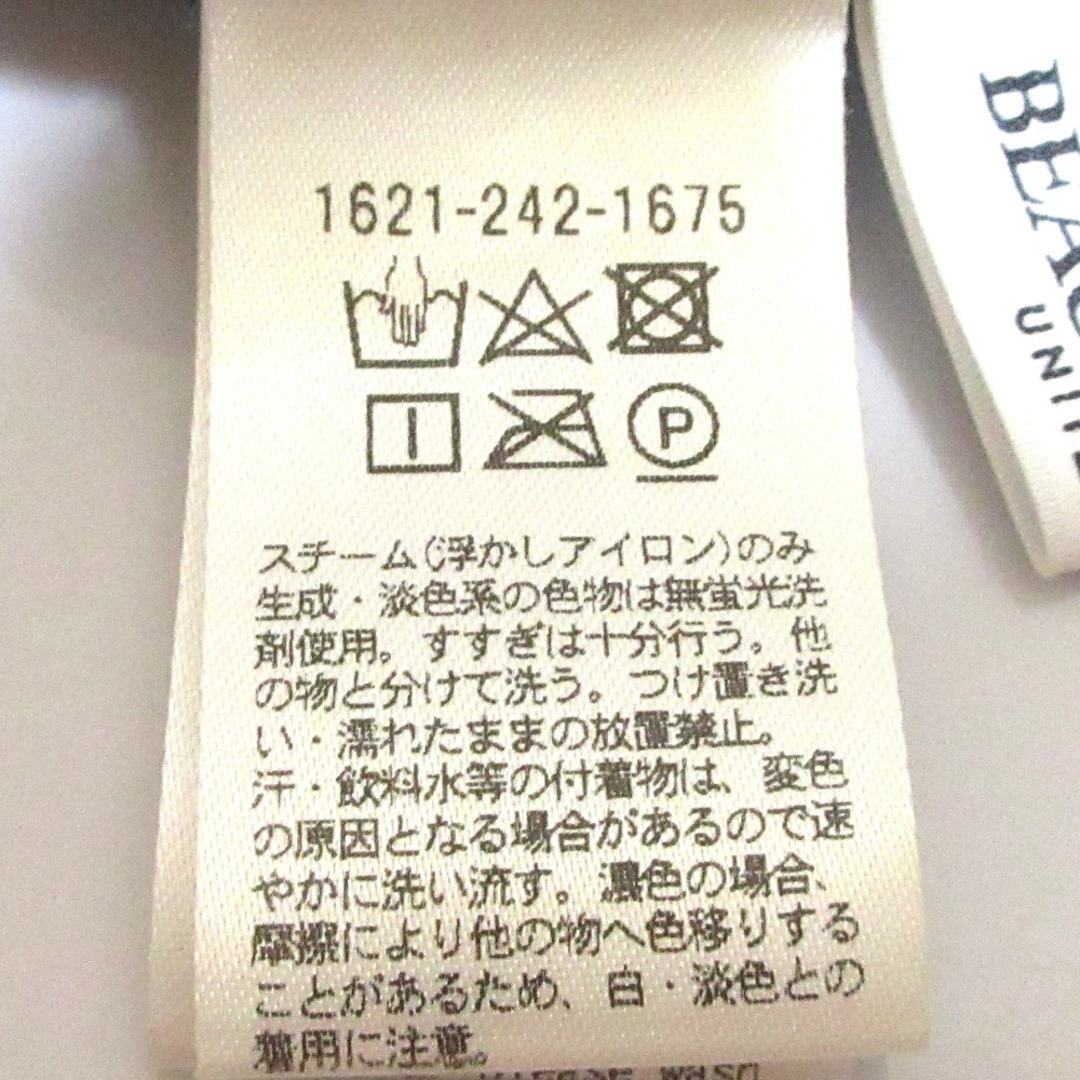 1621-242-1675
P
スチーム(浮かしアイロン)のみ
生成・淡色系の色物は無蛍光洗
剤使用。すすぎは十分行う。他
の物と分けて洗う。つけ置き洗
い・濡れたままの放置禁止。
汗・飲料水等の付着物は、変色
の原因となる場合があるので速
やかに洗い流す。濃色の場合、
摩擦により他の物へ色移りする
ことがあるため、白・淡色との
着用に注意。
wash
BEAU
UNITE